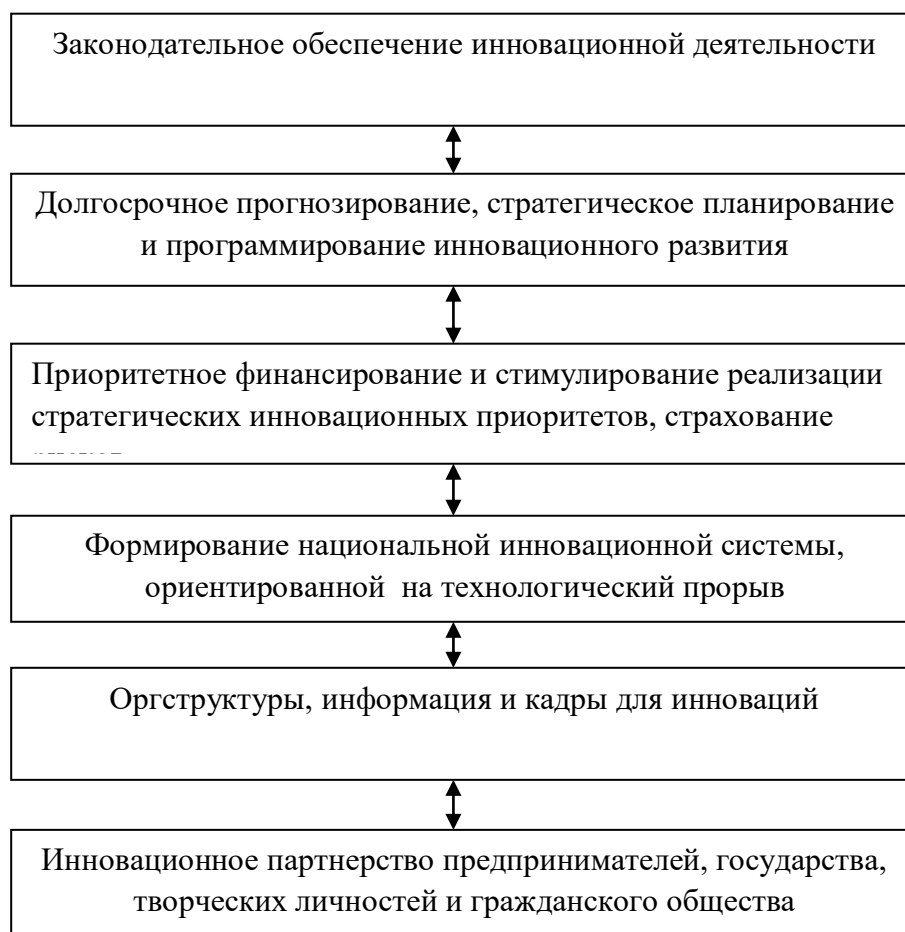 Законодательное обеспечение инновационной деятельности
Долгосрочное прогнозирование, стратегическое планирование
и программирование инновационного развития
Приоритетное финансирование и стимулирование реализации
стратегических инновационных приоритетов, страхование
Формирование национальной инновационной системы,
ориентированной на технологический прорыв
Оргструктуры, информация и кадры для инноваций
Инновационное партнерство предпринимателей, государства,
творческих личностей и гражданского общества